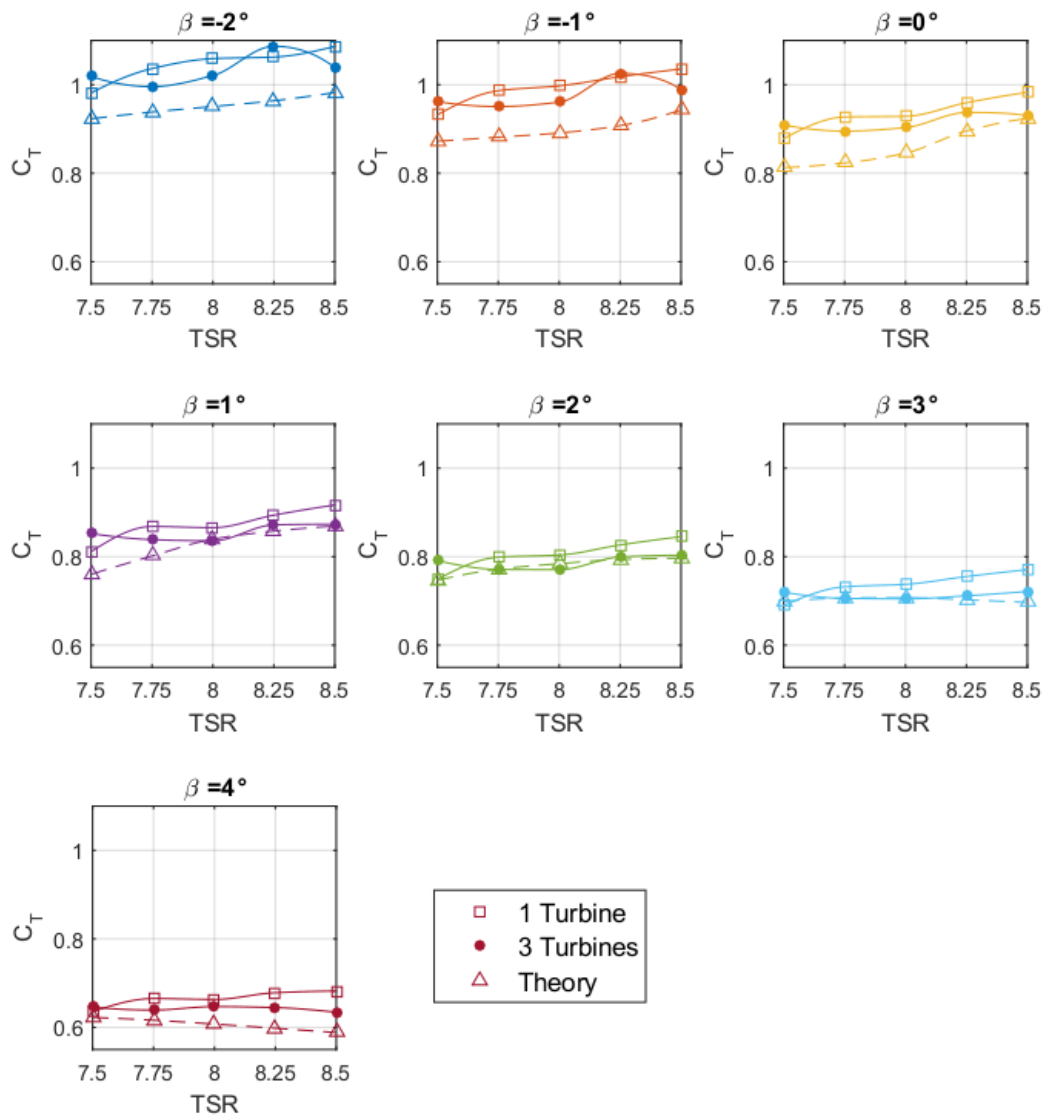 β =-2°
β =-1°
β =0°
1
0.8
0.6
C_T
7.5 7.75 8 8.25 8.5
TSR
1
0.8
0.6
C_T
7.5 7.75 8 8.25 8.5
TSR
1
0.8
0.6
C_T
7.5 7.75 8 8.25 8.5
TSR
β =1°
β =2°
β =3°
1
0.8
0.6
C_T
7.5 7.75 8 8.25 8.5
TSR
1
0.8
0.6
C_T
7.5 7.75 8 8.25 8.5
TSR
1
0.8
0.6
C_T
7.5 7.75 8 8.25 8.5
TSR
β =4°
1
0.8
0.6
C_T
7.5 7.75 8 8.25 8.5
TSR
1 Turbine
3 Turbines
Theory